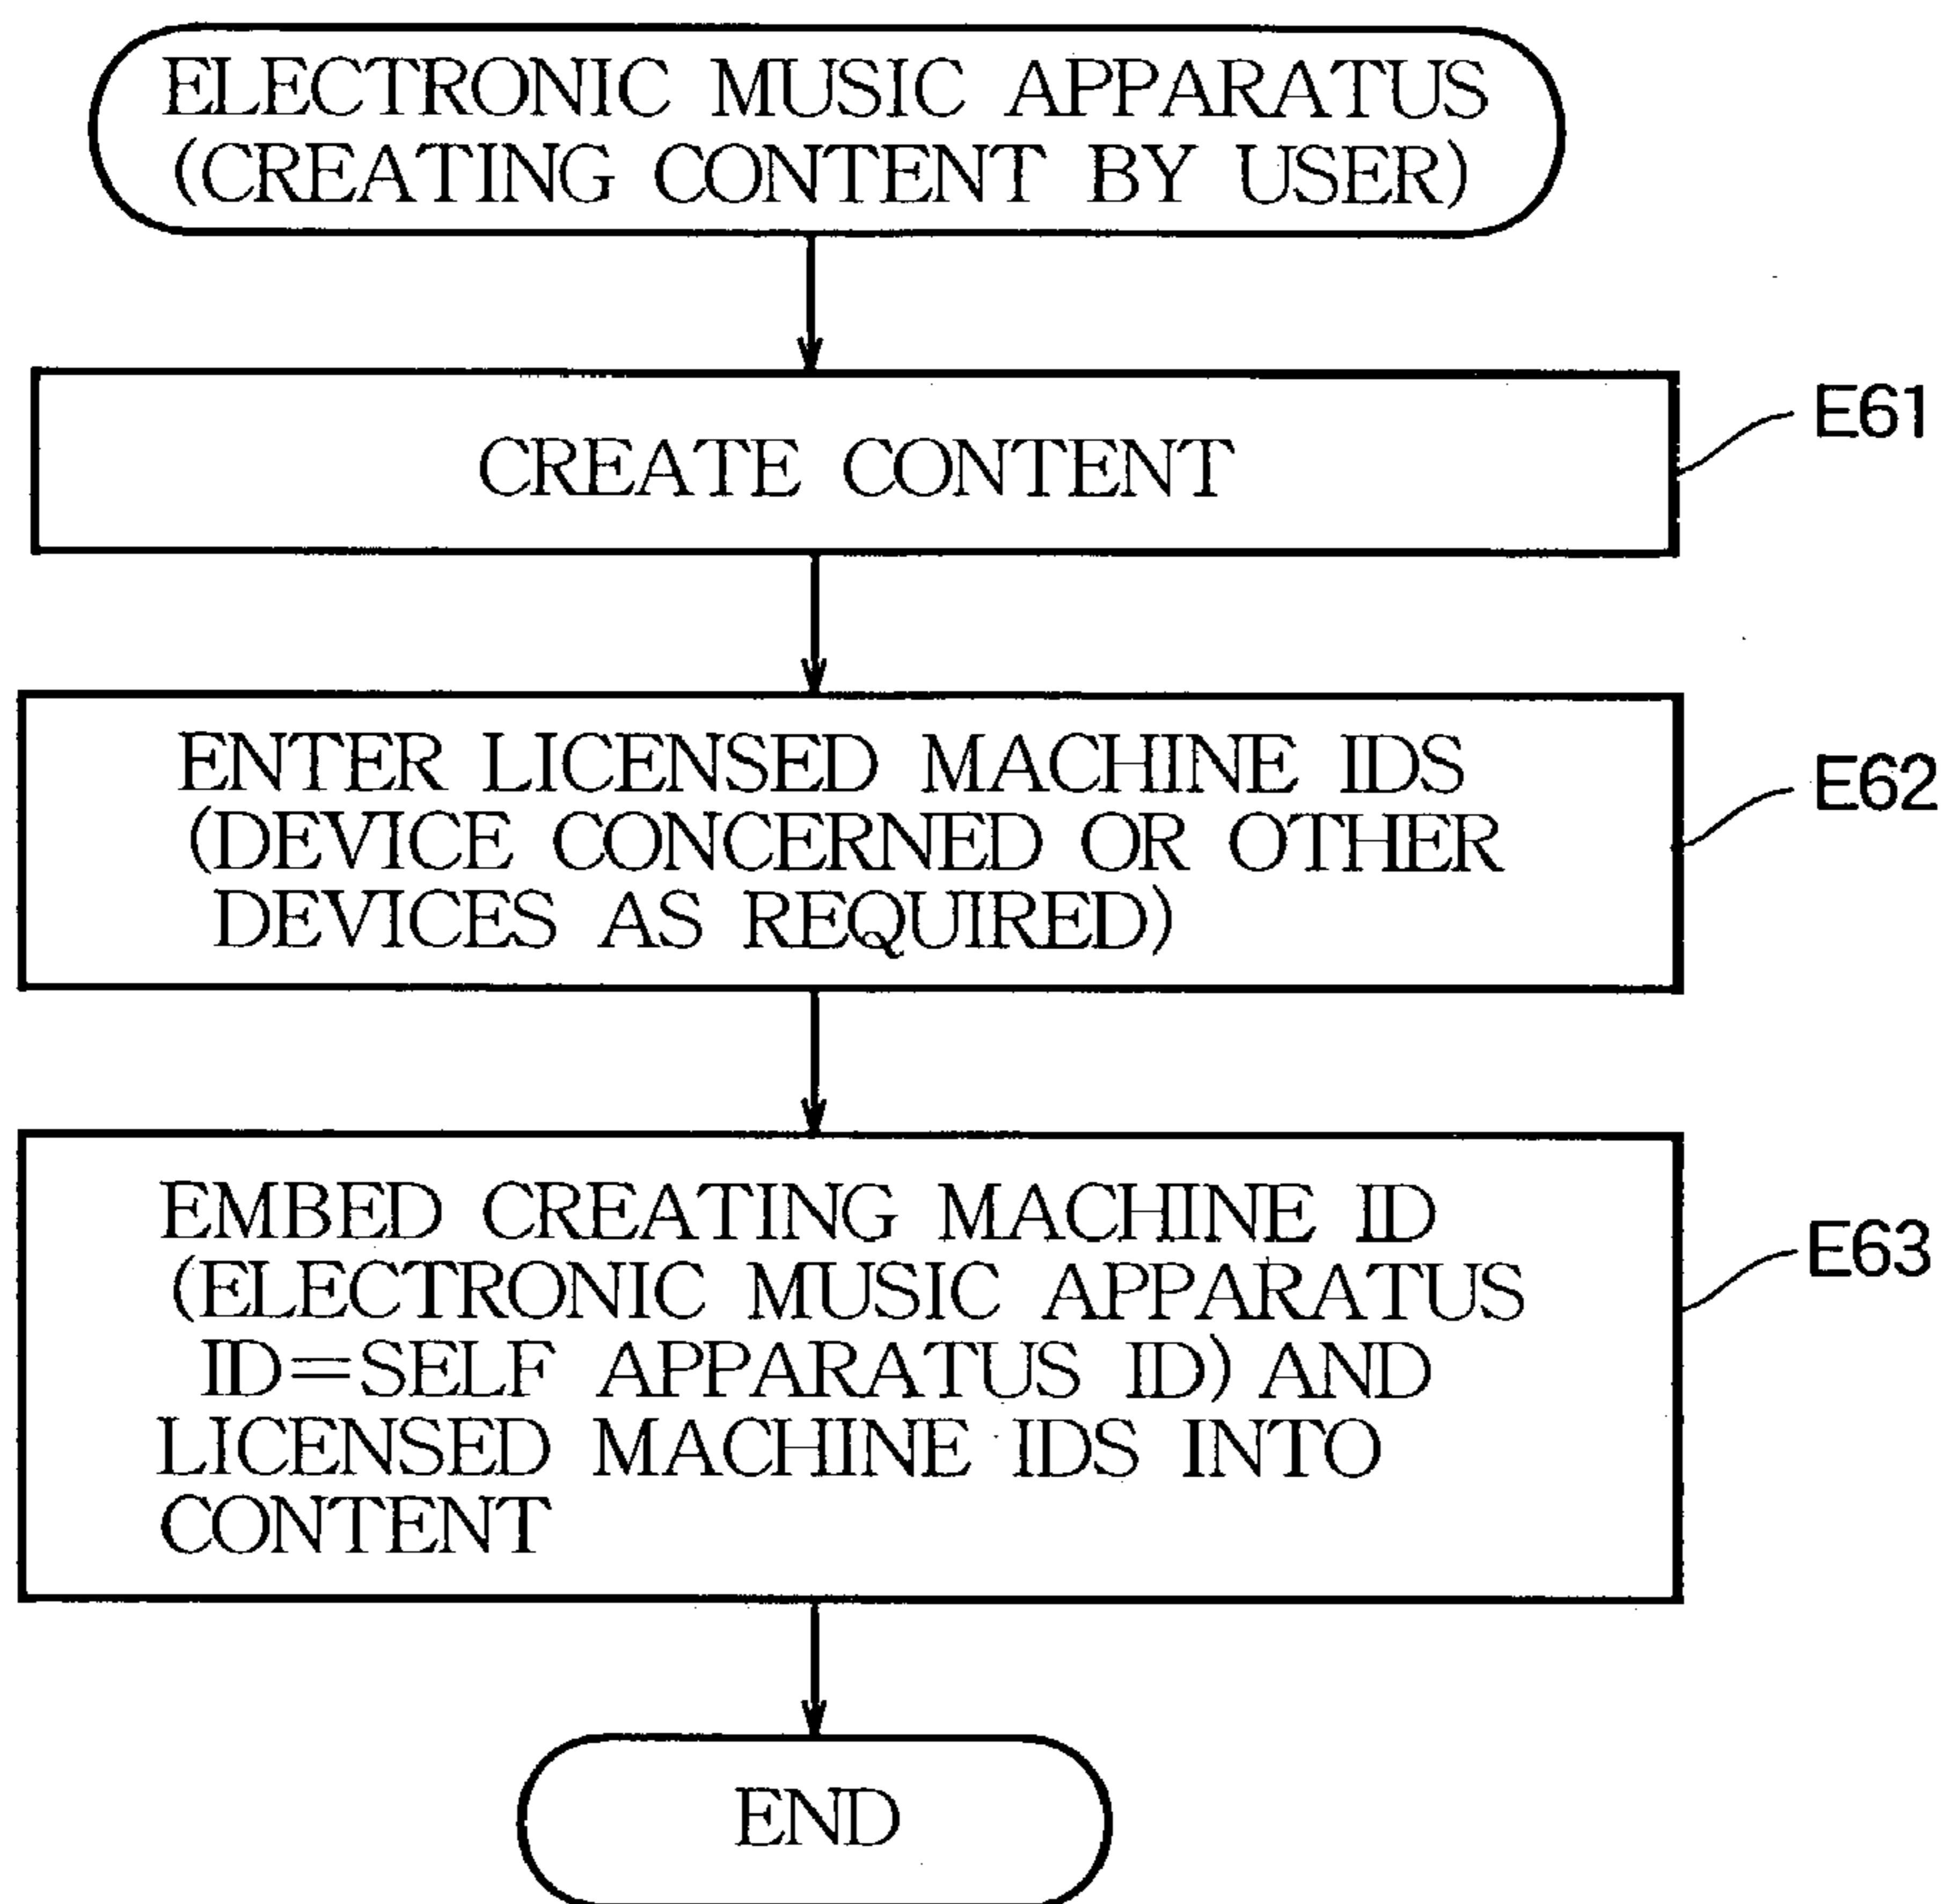 ELECTRONIC MUSIC APPARATUS
(CREATING CONTENT BY USER)
CREATE CONTENT
E61
ENTER LICENSED MACHINE IDS
(DEVICE CONCERNED OR OTHER
DEVICES AS REQUIRED)
E62
EMBED CREATING MACHINE ID
(ELECTRONIC MUSIC APPARATUS
ID=SELF APPARATUS ID) AND
LICENSED MACHINE IDS INTO
CONTENT
E63
END